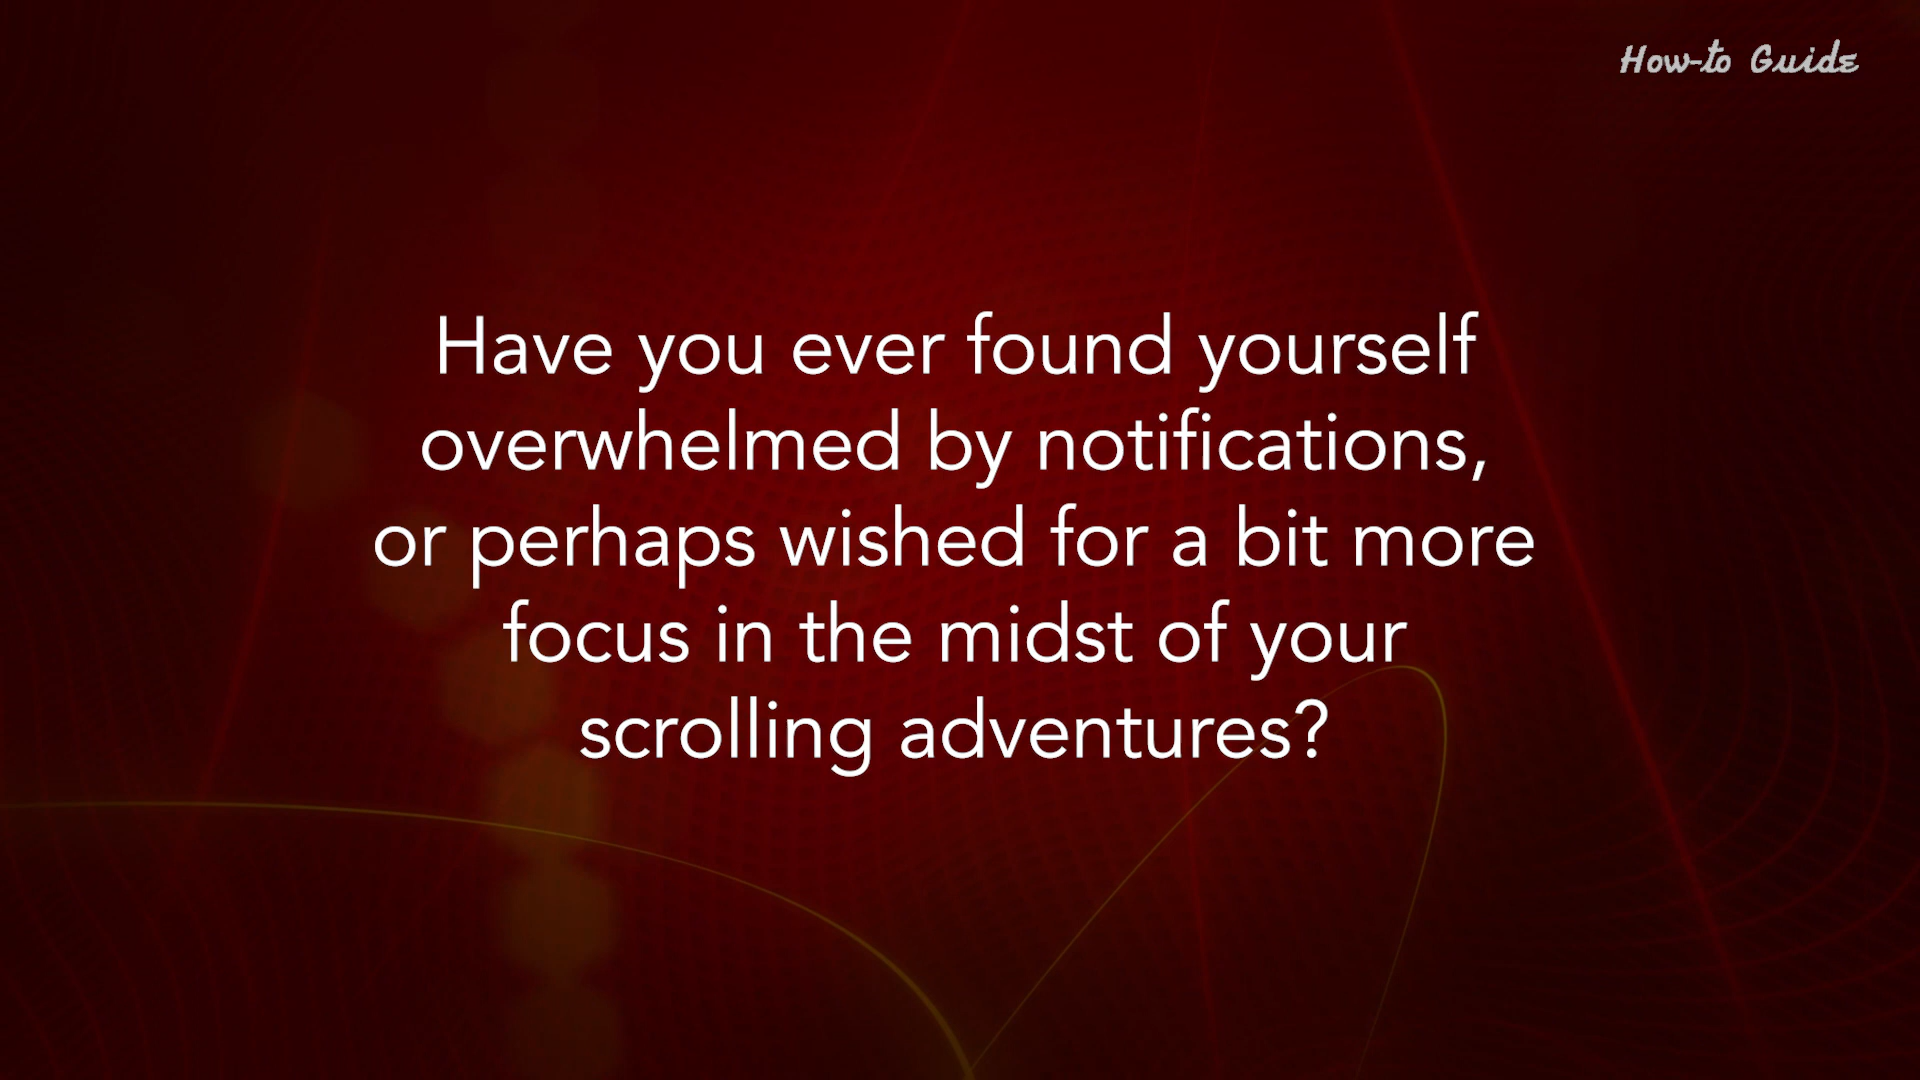 How-to Guide
Have you ever found yourself
overwhelmed by notifications,
or perhaps wished for a bit more
focus in the midst of your
scrolling adventures?